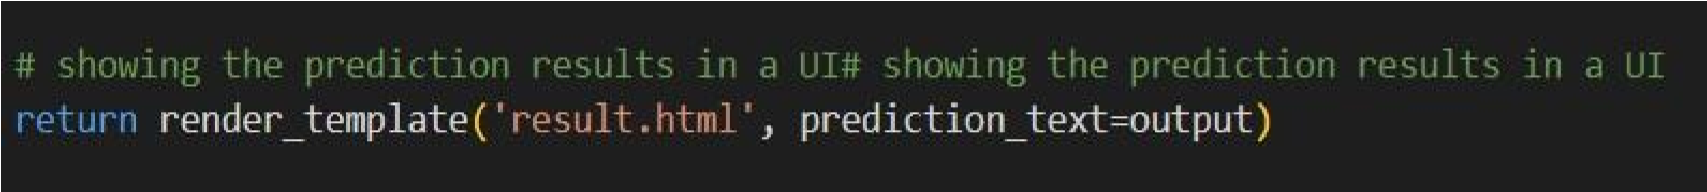 # showing the prediction results in a UI# showing the prediction results in a UI
return render_template('result.html', prediction_text=output)